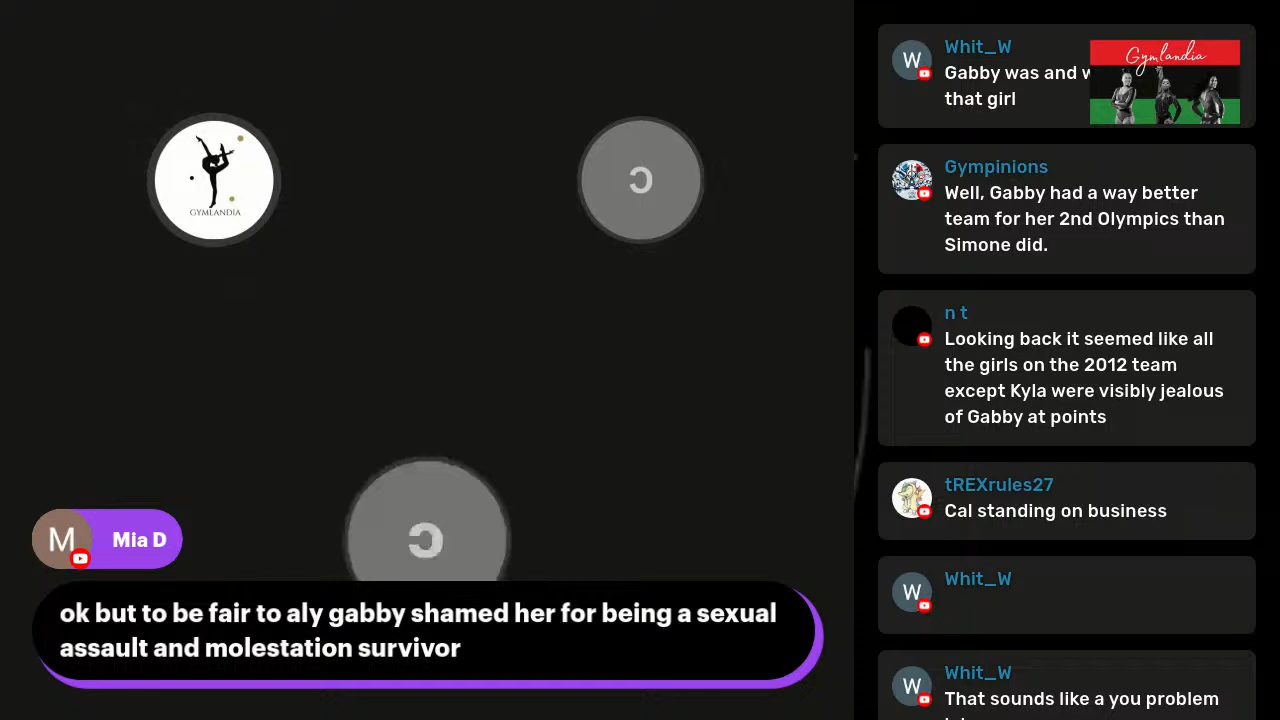 GYMLANDIA
Ɔ
Ɔ
M
Mia D
ok but to be fair to aly gabby shamed her for being a sexual
assault and molestation survivor
W
Whit_W
Gabby was and
that girl
Gymlandia
Gympinions
Well, Gabby had a way better
team for her 2nd Olympics than
Simone did.
n t
Looking back it seemed like all
the girls on the 2012 team
except Kyla were visibly jealous
of Gabby at points
tREXrules27
Cal standing on business
W
Whit_W
W
Whit_W
That sounds like a you problem